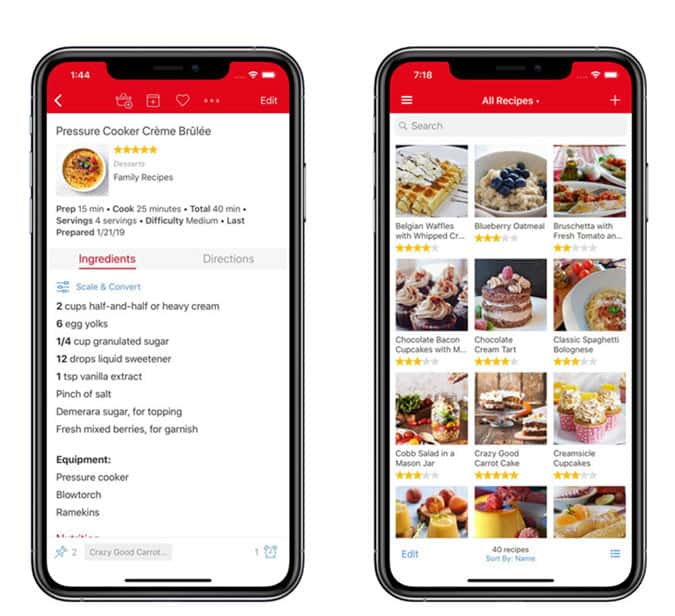 1:44
Edit
Pressure Cooker Crème Brûlée
Desserts
Family Recipes
Prep 15 min • Cook 25 minutes • Total 40 min •
Servings 4 servings • Difficulty Medium • Last
Prepared 1/21/19
Ingredients
Directions
Scale & Convert
2 cups half-and-half or heavy cream
6 egg yolks
1/4 cup granulated sugar
12 drops liquid sweetener
1 tsp vanilla extract
Pinch of salt
Demerara sugar, for topping
Fresh mixed berries, for garnish
Equipment:
Pressure cooker
Blowtorch
Ramekins
Nutrition
2
Crazy Good Carrot...
1
7:18
All Recipes
Search
Belgian Waffles
with Whipped Cr...
Blueberry Oatmeal
Bruschetta with
Fresh Tomato an...
Chocolate Bacon
Cupcakes with M...
Chocolate
Cream Tart
Classic Spaghetti
Bolognese
Cobb Salad in a
Mason Jar
Crazy Good
Carrot Cake
Creamsicle
Cupcakes
Edit
40 recipes
Sort By: Name